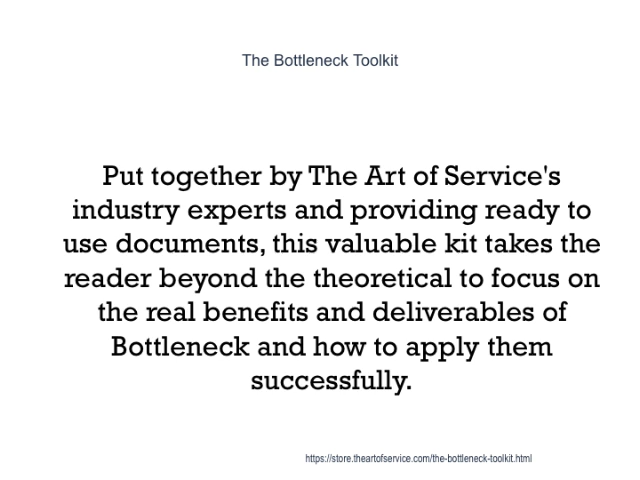 The Bottleneck Toolkit
Put together by The Art of Service's
industry experts and providing ready to
use documents, this valuable kit takes the
reader beyond the theoretical to focus on
the real benefits and deliverables of
Bottleneck and how to apply them
successfully.
https://store.theartofservice.com/the-bottleneck-toolkit.html